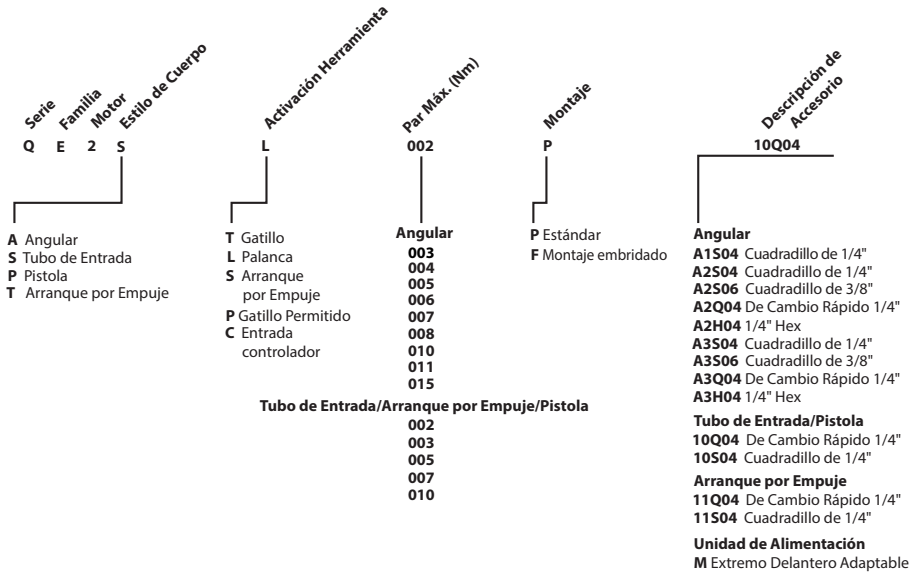 Serie
Familia
Motor
Estilo de Cuerpo
Activación Herramienta
Par Máx. (Nm)
Montaje
Descripción de
Accesorio
Q E 2 S L 002 P 10Q04
A Angular
S Tubo de Entrada
P Pistola
T Arranque por Empuje
T Gatillo
L Palanca
S Arranque
por Empuje
P Gatillo Permitido
C Entrada
controlador
Angular
003
004
005
006
007
008
010
011
015
Tubo de Entrada/Arranque por Empuje/Pistola
002
003
005
007
010
P Estándar
F Montaje embridado
Angular
A1S04 Cuadradillo de 1/4"
A2S04 Cuadradillo de 1/4"
A2S06 Cuadradillo de 3/8"
A2Q04 De Cambio Rápido 1/4"
A2H04 1/4" Hex
A3S04 Cuadradillo de 1/4"
A3S06 Cuadradillo de 3/8"
A3Q04 De Cambio Rápido 1/4"
A3H04 1/4" Hex
Tubo de Entrada/Pistola
10Q04 De Cambio Rápido 1/4"
10S04 Cuadradillo de 1/4"
Arranque por Empuje
11Q04 De Cambio Rápido 1/4"
11S04 Cuadradillo de 1/4"
Unidad de Alimentación
M Extremo Delantero Adaptable